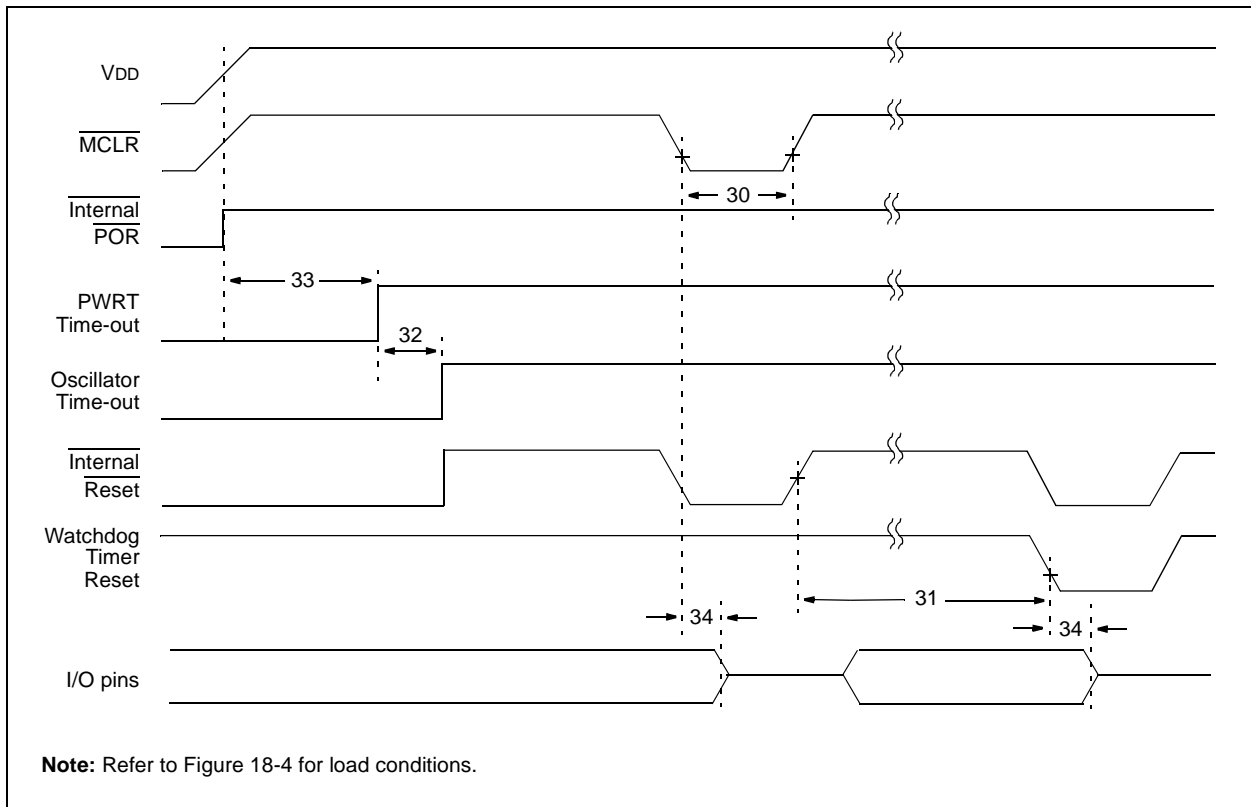 VDD
MCLR
30
Internal
POR
33
PWRT
Time-out
32
Oscillator
Time-out
Internal
Reset
Watchdog
Timer
Reset
31
34
34
I/O pins
Note: Refer to Figure 18-4 for load conditions.